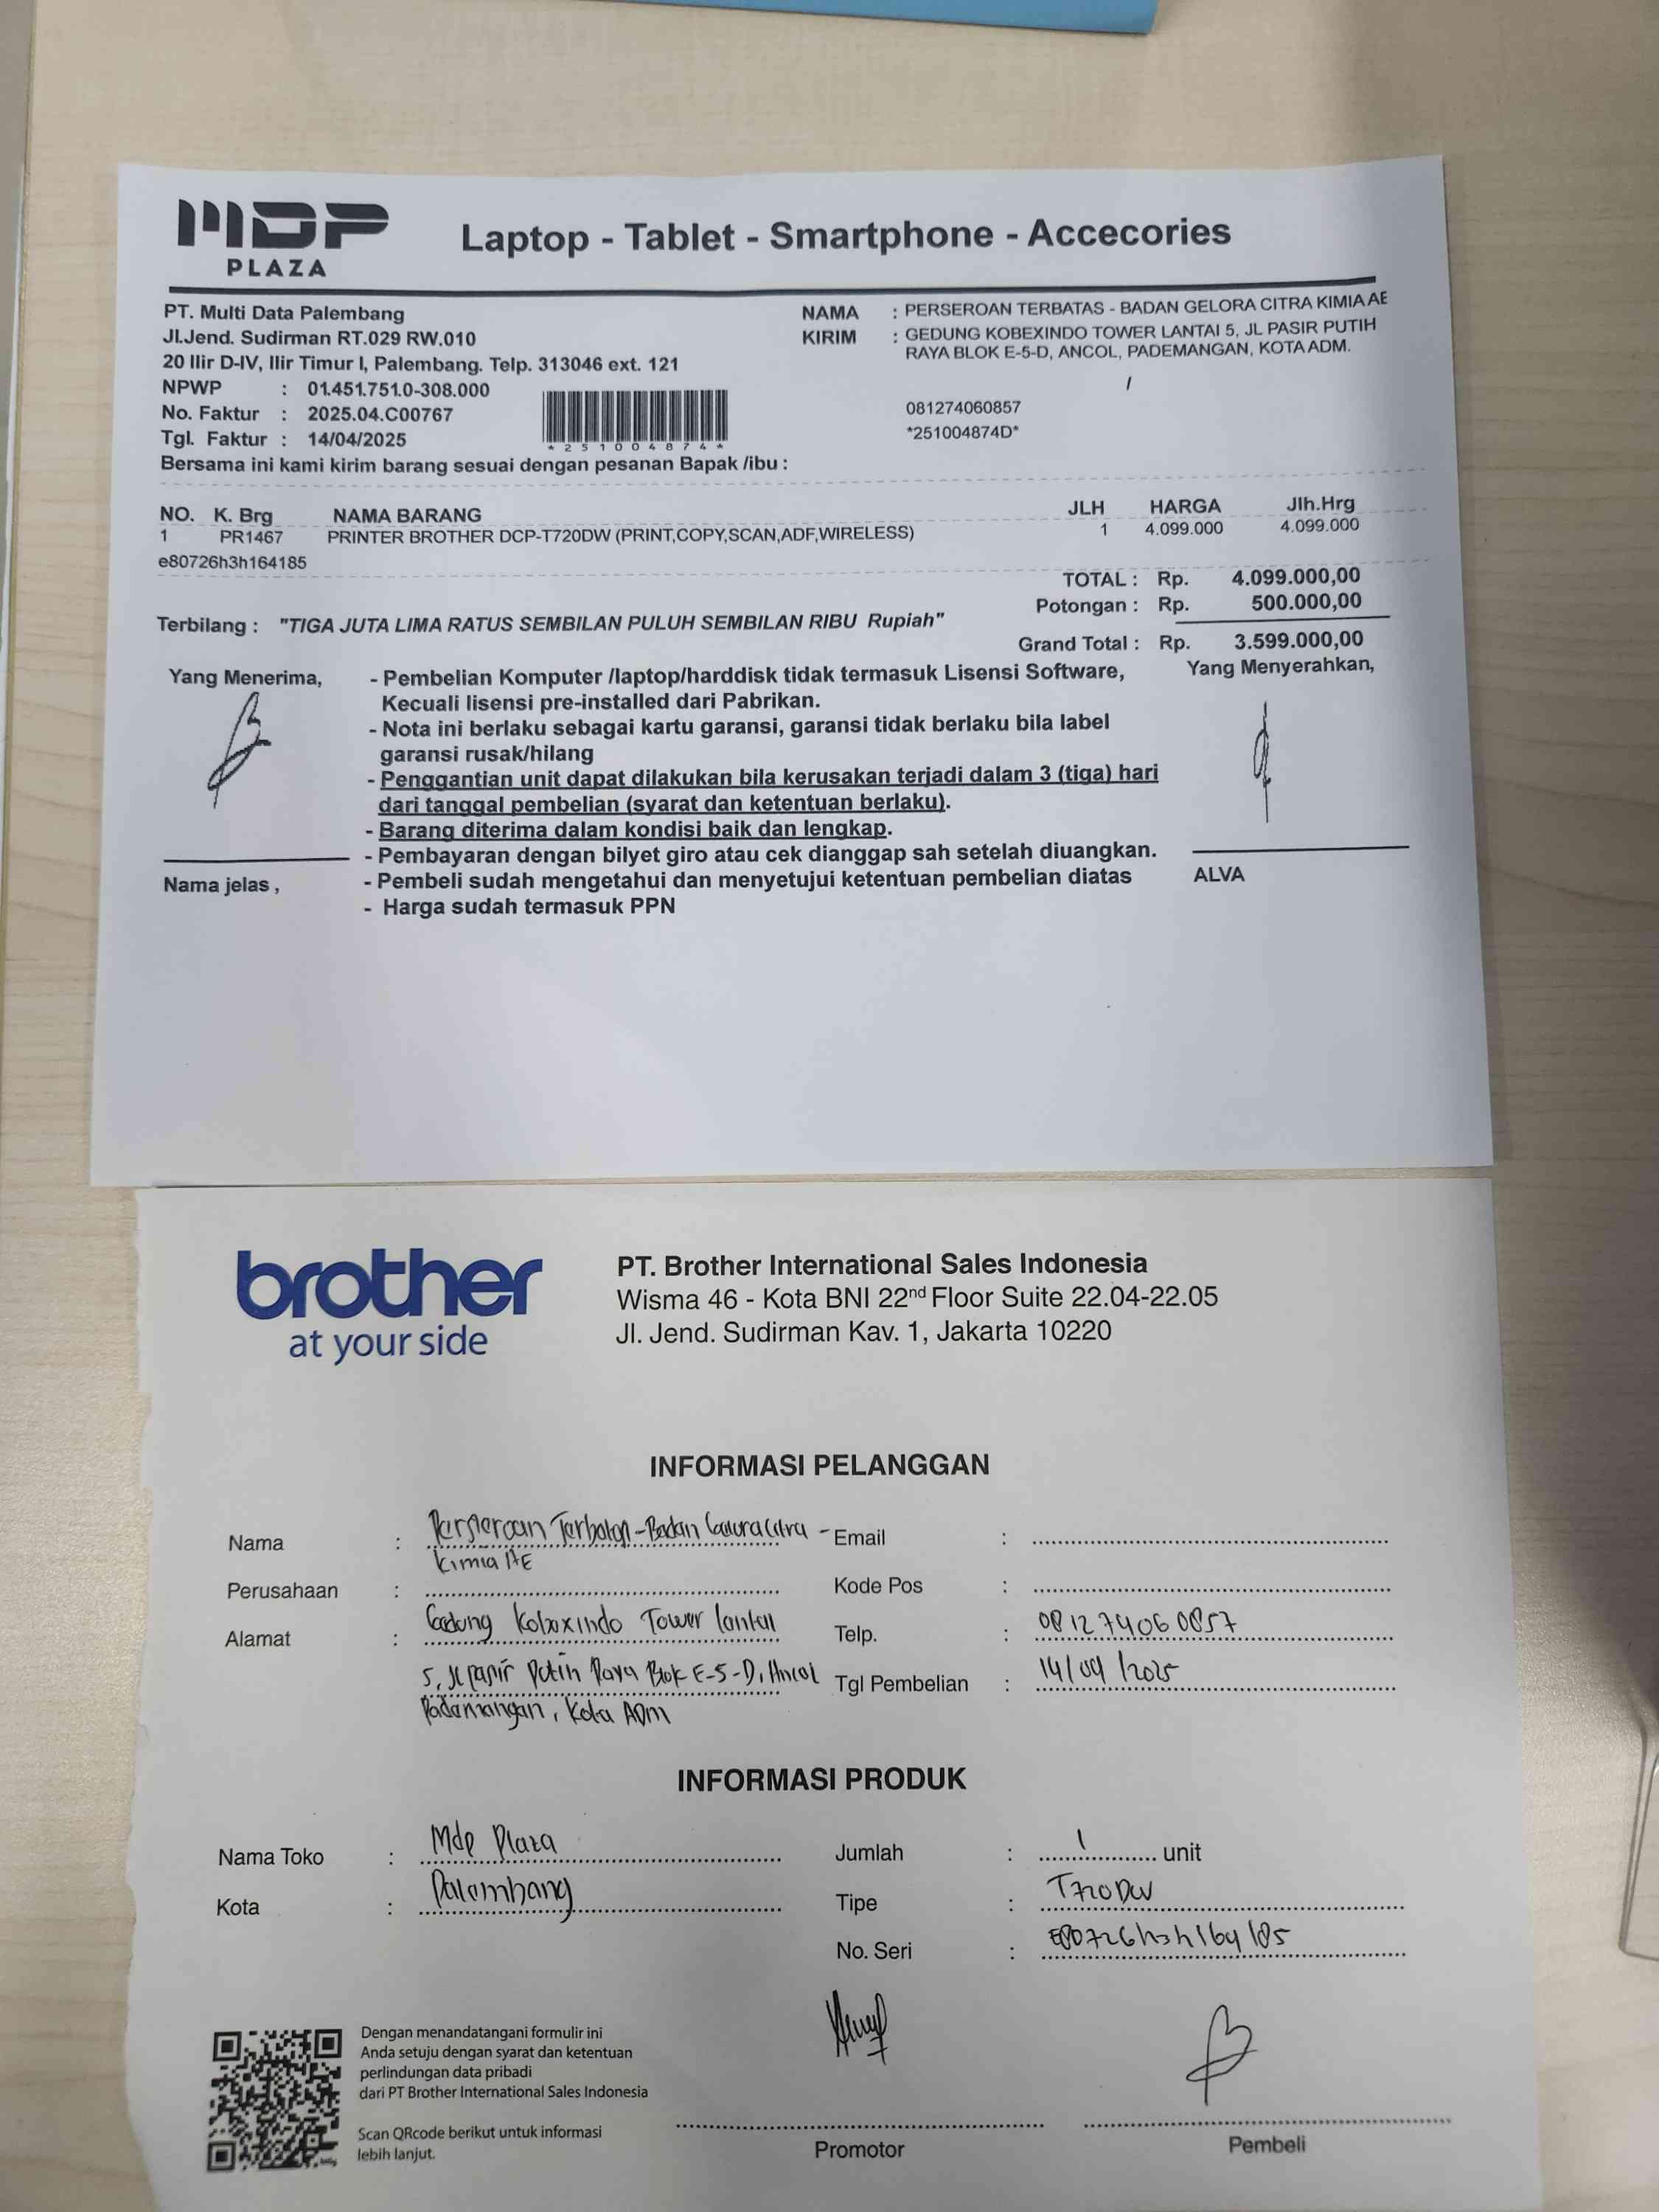 MDP PLAZA
Laptop - Tablet - Smartphone - Accecories
PT. Multi Data Palembang
Jl.Jend. Sudirman RT.029 RW.010
20 Ilir D-IV, Ilir Timur I, Palembang. Telp. 313046 ext. 121
NPWP : 01.451.751.0-308.000
No. Faktur : 2025.04.C00767
Tgl. Faktur : 14/04/2025
*251004874*
NAMA : PERSEROAN TERBATAS - BADAN GELORA CITRA KIMIA AE
KIRIM : GEDUNG KOBEXINDO TOWER LANTAI 5, JL PASIR PUTIH
RAYA BLOK E-5-D, ANCOL, PADEMANGAN, KOTA ADM.
/
081274060857
*251004874D*
Bersama ini kami kirim barang sesuai dengan pesanan Bapak /ibu :
NO. K. Brg NAMA BARANG JLH HARGA Jlh.Hrg
1 PR1467 PRINTER BROTHER DCP-T720DW (PRINT,COPY,SCAN,ADF,WIRELESS) 1 4.099.000 4.099.000
e80726h3h164185
TOTAL : Rp. 4.099.000,00
Potongan : Rp. 500.000,00
Terbilang : "TIGA JUTA LIMA RATUS SEMBILAN PULUH SEMBILAN RIBU Rupiah"
Grand Total : Rp. 3.599.000,00
Yang Menerima,
- Pembelian Komputer /laptop/harddisk tidak termasuk Lisensi Software,
Kecuali lisensi pre-installed dari Pabrikan.
- Nota ini berlaku sebagai kartu garansi, garansi tidak berlaku bila label
garansi rusak/hilang
- Penggantian unit dapat dilakukan bila kerusakan terjadi dalam 3 (tiga) hari
dari tanggal pembelian (syarat dan ketentuan berlaku).
- Barang diterima dalam kondisi baik dan lengkap.
- Pembayaran dengan bilyet giro atau cek dianggap sah setelah diuangkan.
- Pembeli sudah mengetahui dan menyetujui ketentuan pembelian diatas
- Harga sudah termasuk PPN
Yang Menyerahkan,
Nama jelas ,
ALVA
brother
at your side
PT. Brother International Sales Indonesia
Wisma 46 - Kota BNI 22nd Floor Suite 22.04-22.05
Jl. Jend. Sudirman Kav. 1, Jakarta 10220
INFORMASI PELANGGAN
Nama : Perseroan Terbatas - Badan Gelora Citra -
Kimia AE
Perusahaan :
Alamat : Gedung Kobexindo Tower lantai
5, Jl pasir Putih Raya Blok E-5-D, Ancol
Pademangan, Kota ADM
Email :
Kode Pos :
Telp. : 081274060857
Tgl Pembelian : 14/04/2025
INFORMASI PRODUK
Nama Toko : Mdp Plaza
Kota : Palembang
Jumlah : 1 unit
Tipe : T720DW
No. Seri : E80726h3h164185
Dengan menandatangani formulir ini
Anda setuju dengan syarat dan ketentuan
perlindungan data pribadi
dari PT Brother International Sales Indonesia
Scan QRcode berikut untuk informasi
lebih lanjut.
Promotor
Pembeli